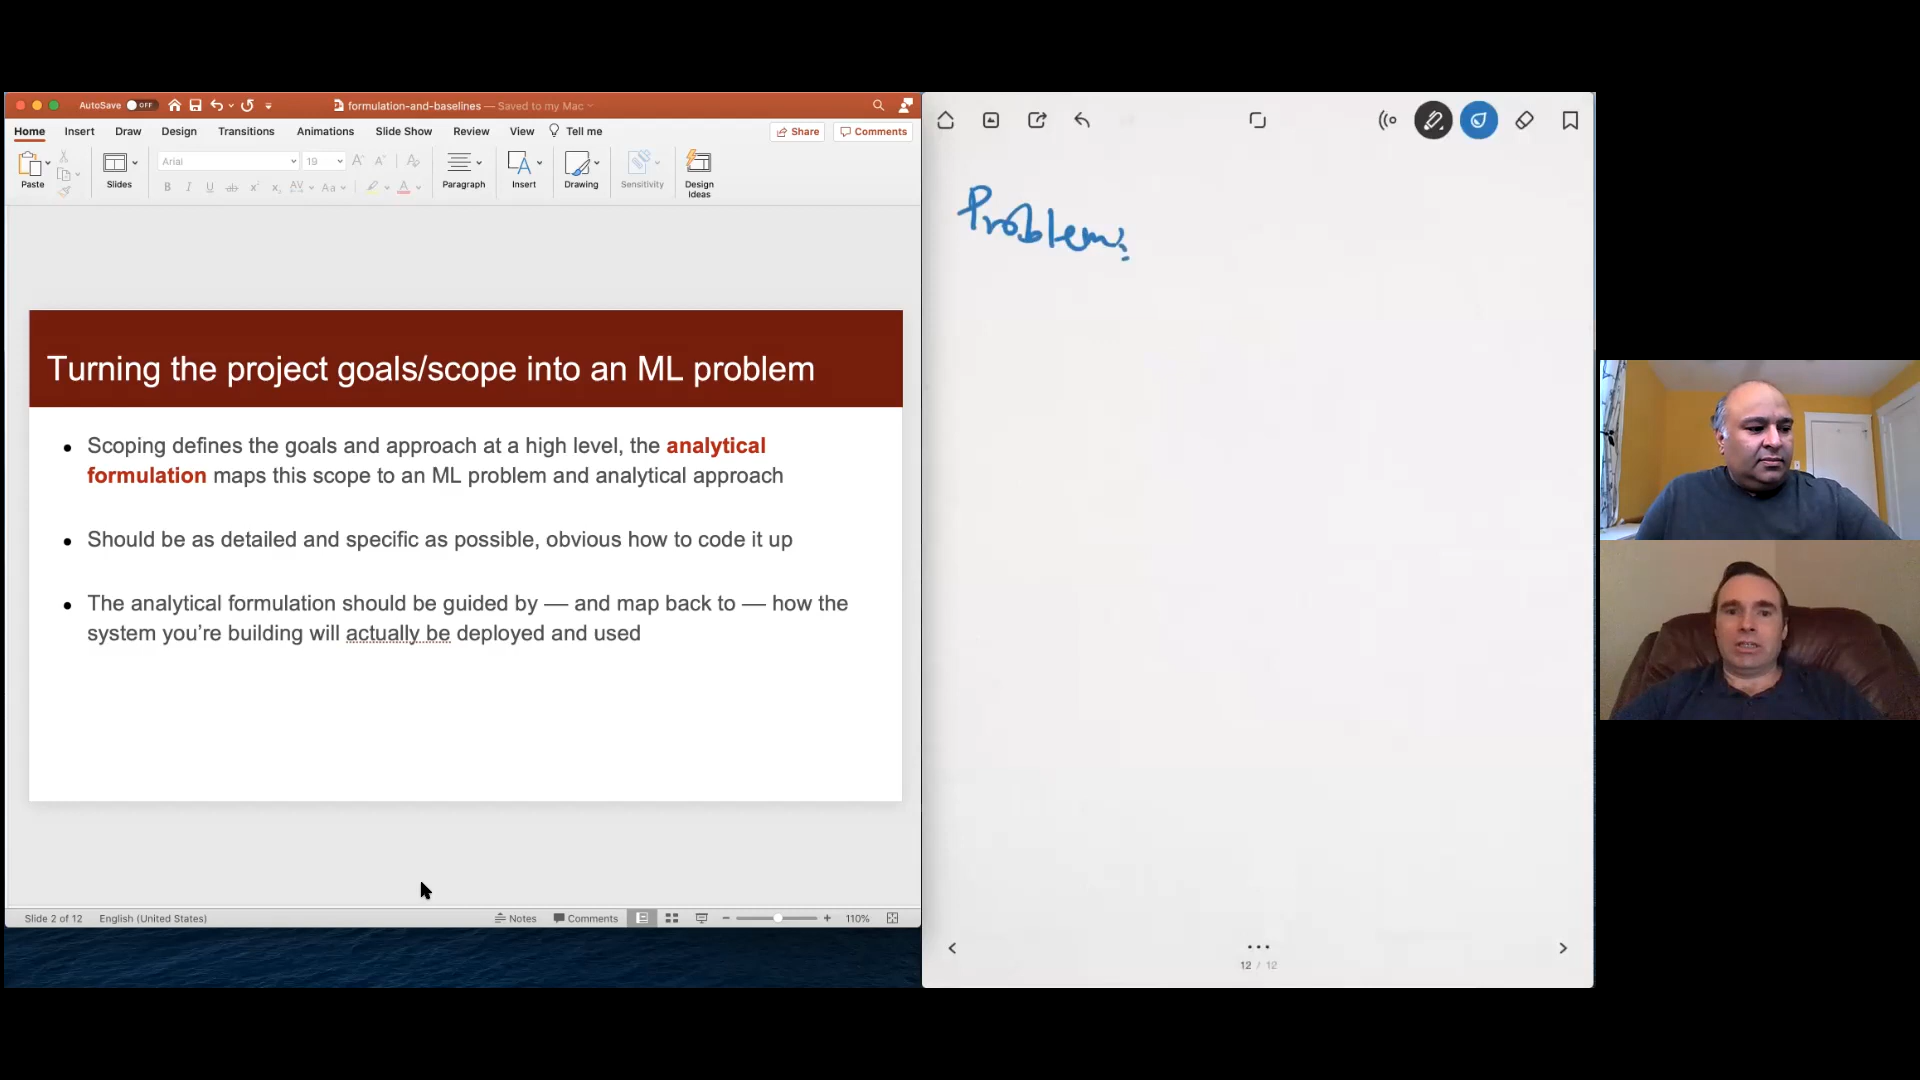 AutoSave OFF
formulation-and-baselines — Saved to my Mac
Home Insert Draw Design Transitions Animations Slide Show Review View Tell me Share Comments
Arial 19
B I U ab x² x₂ AV Aa A
Paste Slides Paragraph Insert Drawing Sensitivity Design Ideas
Turning the project goals/scope into an ML problem
• Scoping defines the goals and approach at a high level, the analytical
formulation maps this scope to an ML problem and analytical approach
• Should be as detailed and specific as possible, obvious how to code it up
• The analytical formulation should be guided by — and map back to — how the
system you're building will actually be deployed and used
Slide 2 of 12 English (United States) Notes Comments 110%
Problem:
12 / 12